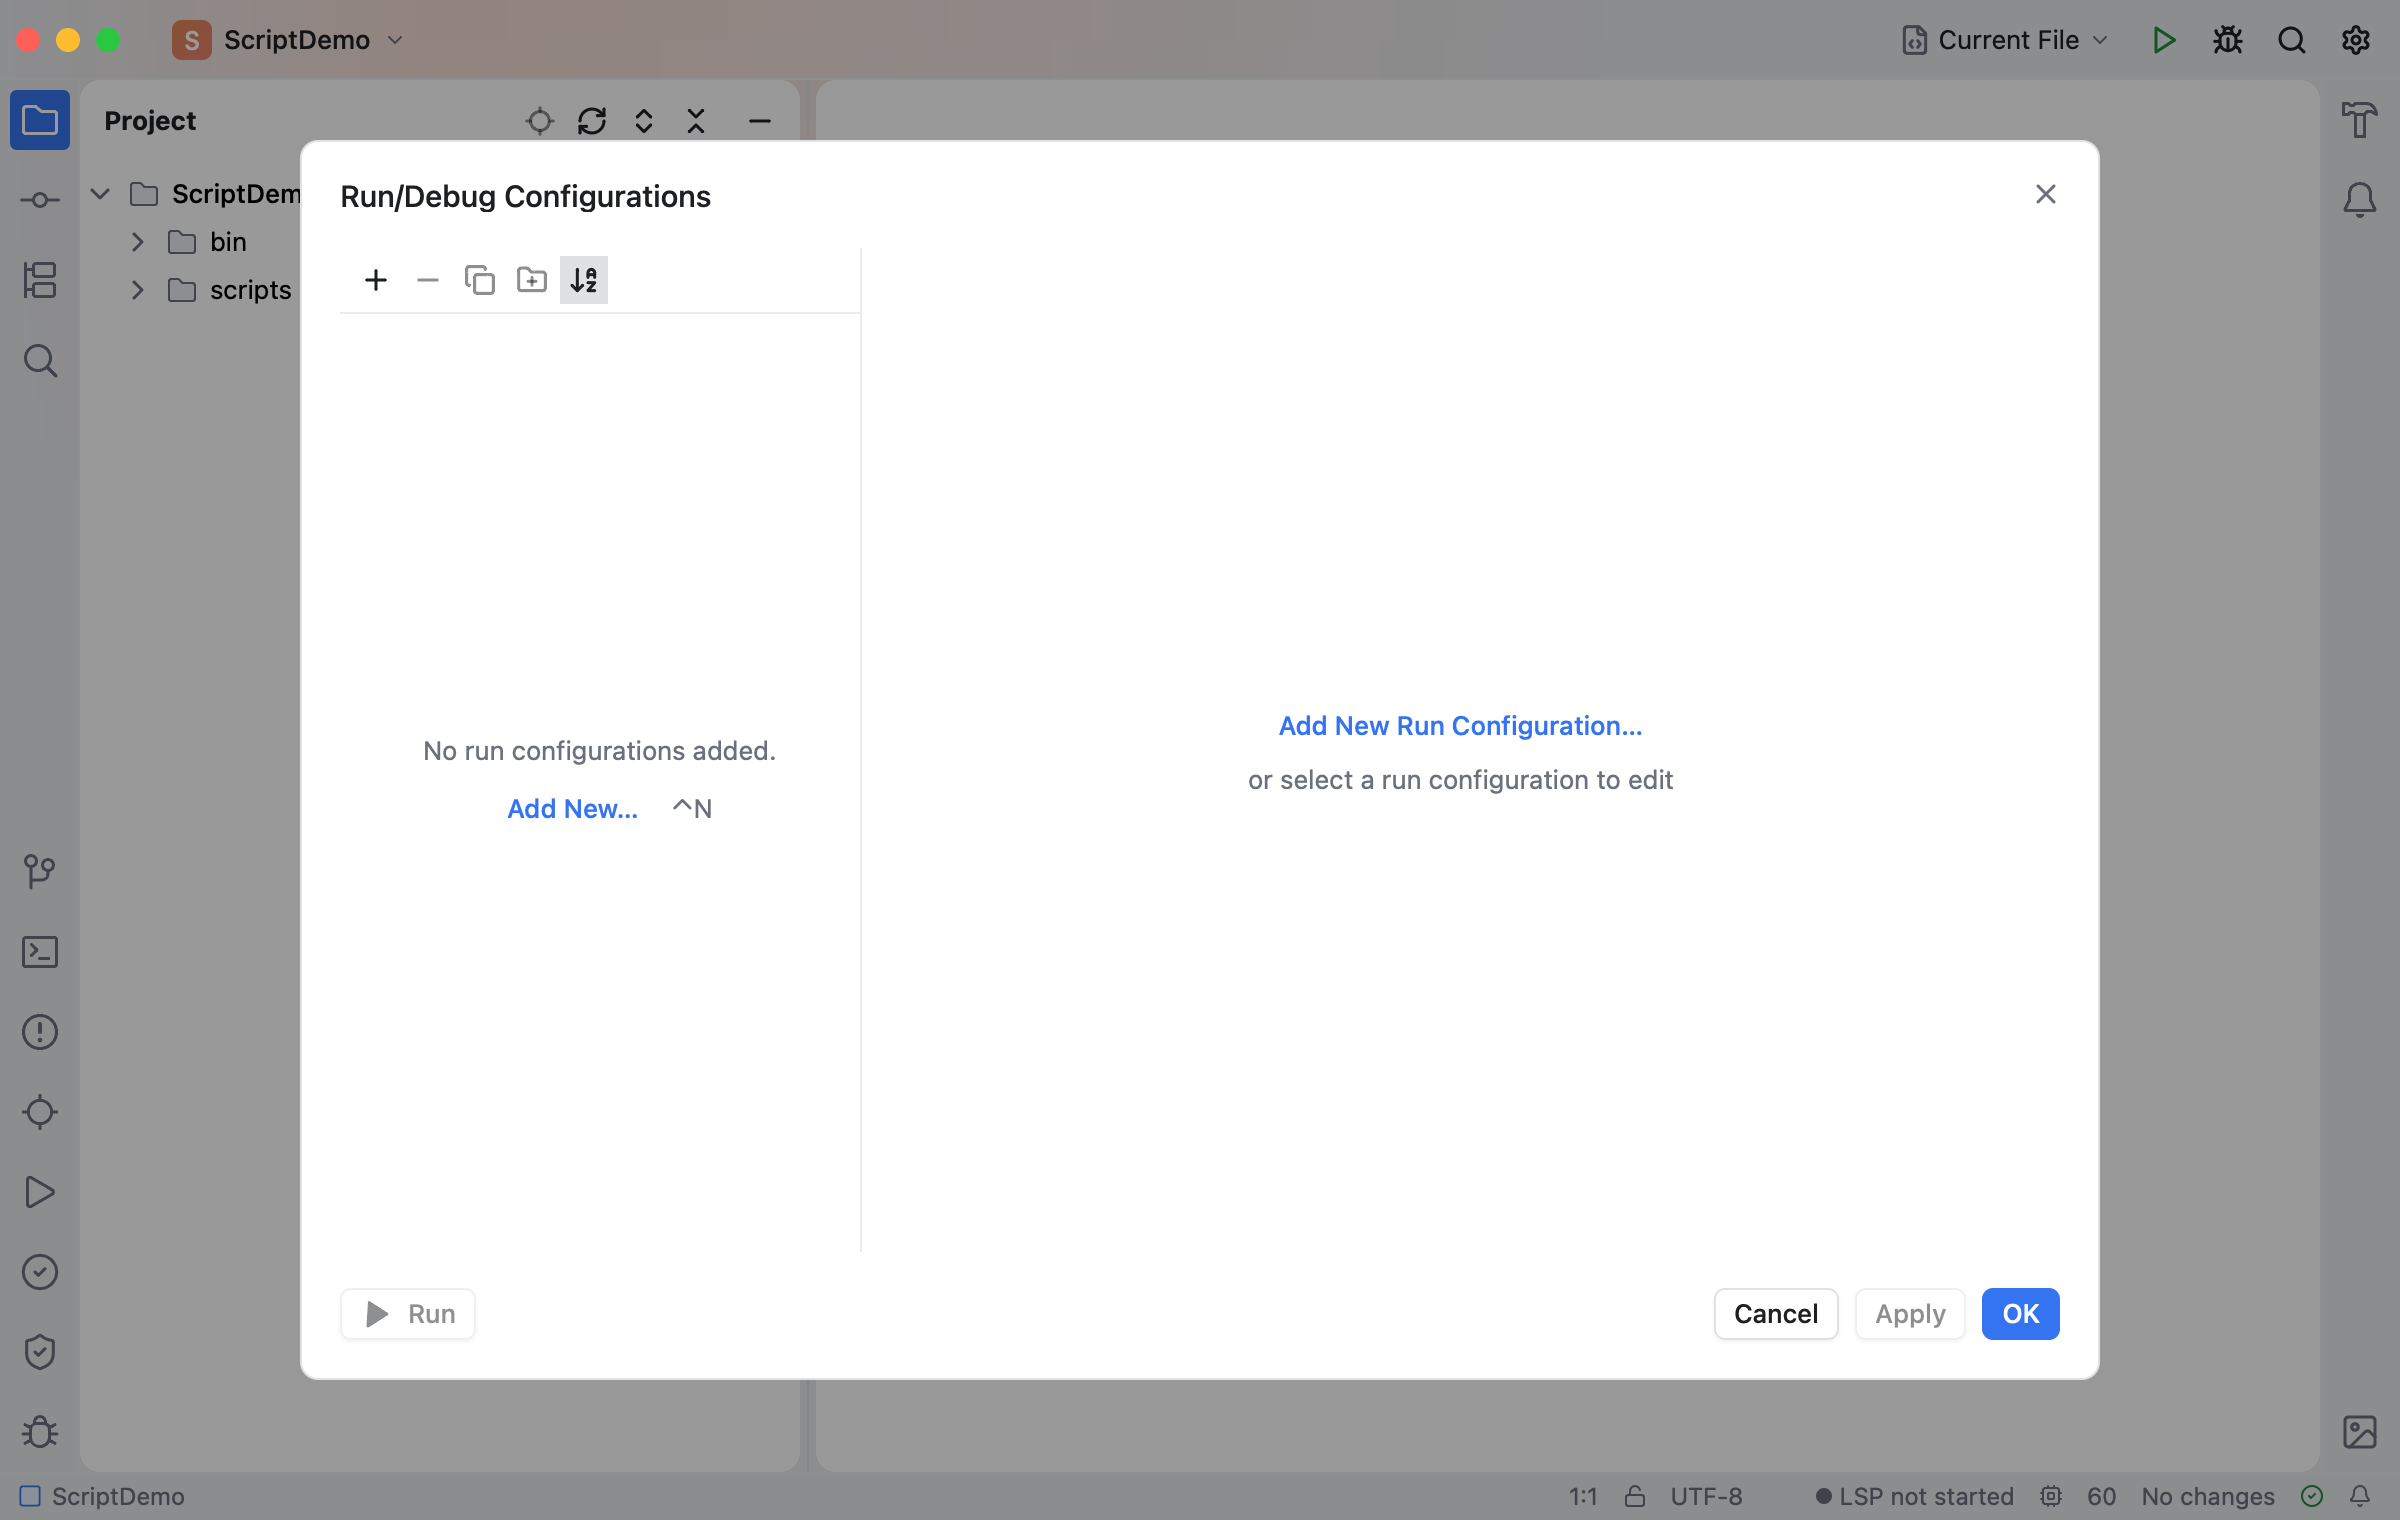 S ScriptDemo
Current File
Project
ScriptDem
bin
scripts
Run/Debug Configurations
No run configurations added.
Add New... ^N
Add New Run Configuration...
or select a run configuration to edit
Run
Cancel
Apply
OK
ScriptDemo
1:1
UTF-8
LSP not started
60
No changes